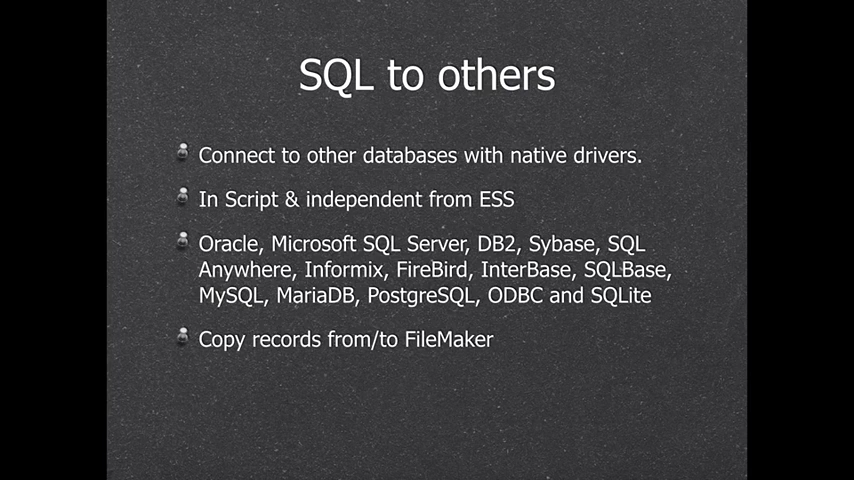 SQL to others
Connect to other databases with native drivers.
In Script & independent from ESS
Oracle, Microsoft SQL Server, DB2, Sybase, SQL
Anywhere, Informix, FireBird, InterBase, SQLBase,
MySQL, MariaDB, PostgreSQL, ODBC and SQLite
Copy records from/to FileMaker